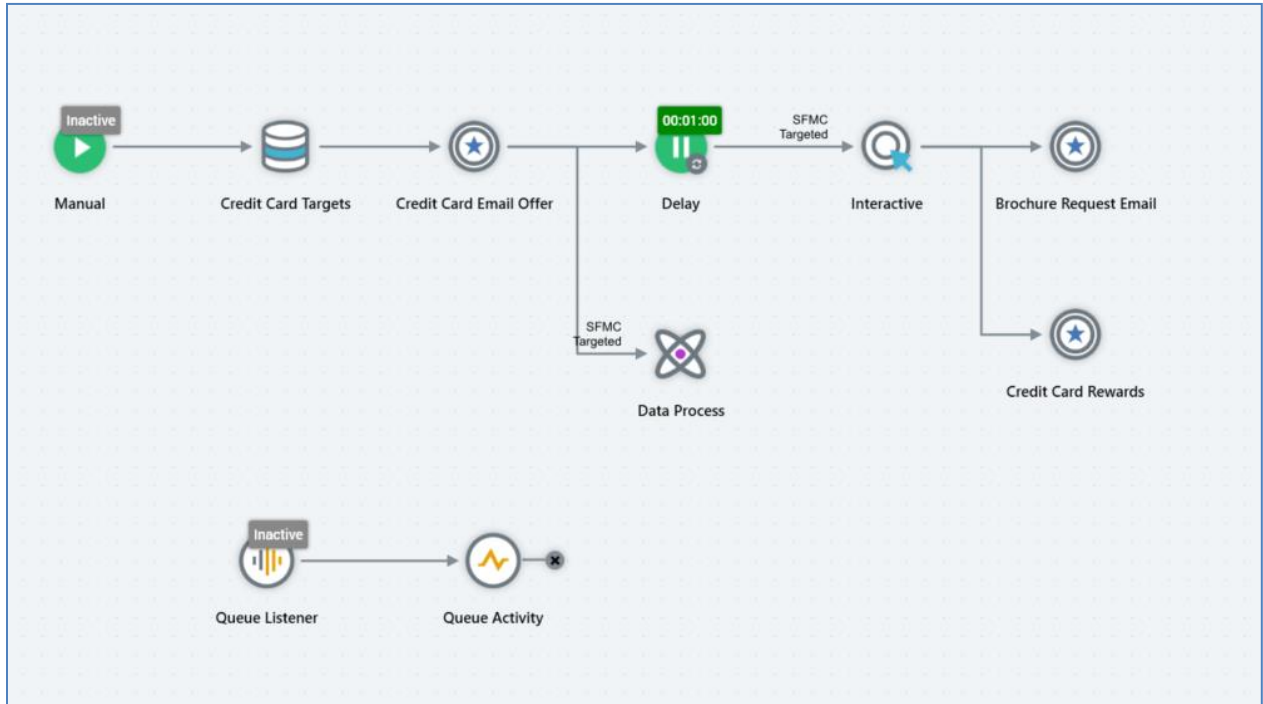 Inactive
00:01:00
SFMC
Targeted
Manual
Credit Card Targets
Credit Card Email Offer
Delay
Interactive
Brochure Request Email
SFMC
Targeted
Data Process
Credit Card Rewards
Inactive
Queue Listener
Queue Activity